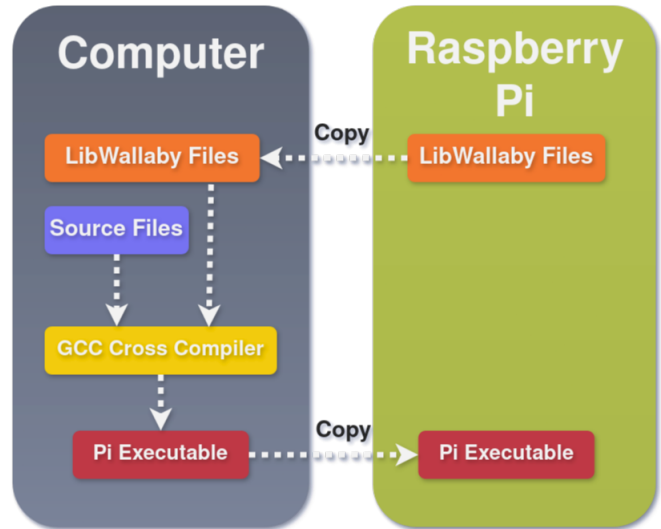 Computer
Raspberry
Pi
Copy
LibWallaby Files
LibWallaby Files
Source Files
GCC Cross Compiler
Copy
Pi Executable
Pi Executable